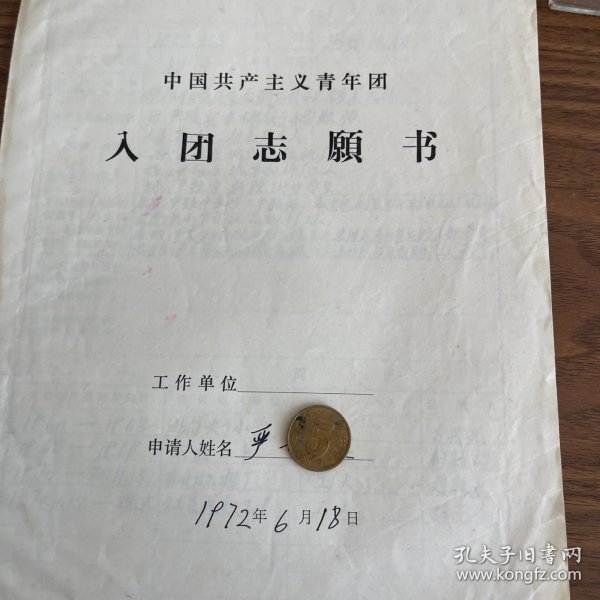 中国共产主义青年团
入团志願书
工作单位
申请人姓名 严
1972年6月18日
孔夫子旧书网
www.kongfz.com